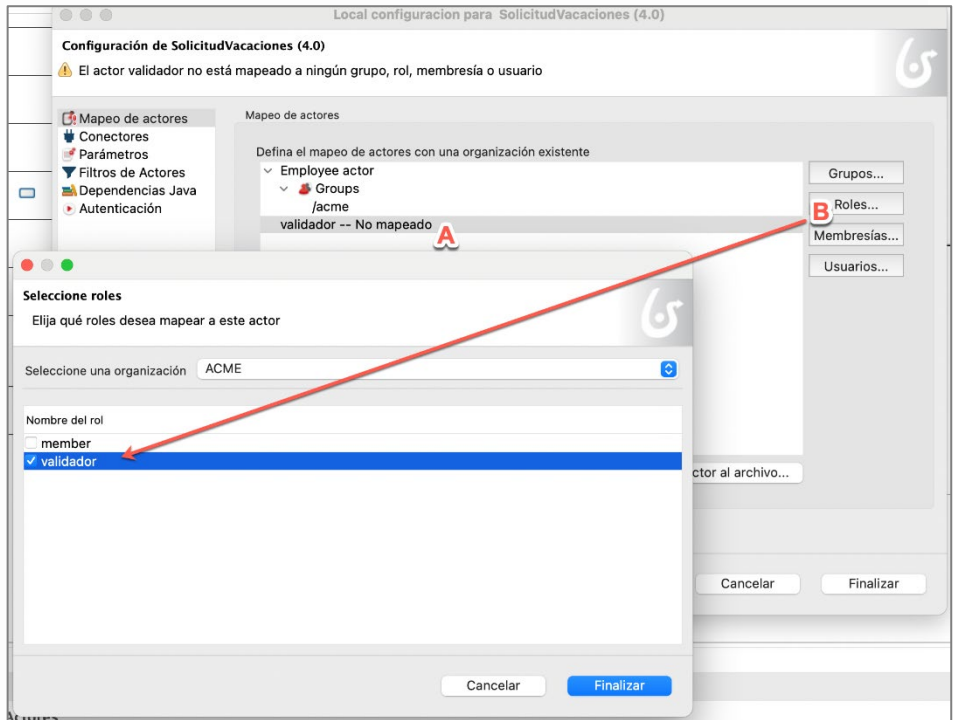 Local configuracion para SolicitudVacaciones (4.0)
Configuración de SolicitudVacaciones (4.0)
El actor validador no está mapeado a ningún grupo, rol, membresía o usuario
Mapeo de actores
Conectores
Parámetros
Filtros de Actores
Dependencias Java
Autenticación
Mapeo de actores
Defina el mapeo de actores con una organización existente
Employee actor
Groups
/acme
validador -- No mapeado
A
Grupos...
B
Roles...
Membresías...
Usuarios...
ctor al archivo...
Cancelar
Finalizar
Seleccione roles
Elija qué roles desea mapear a este actor
Seleccione una organización ACME
Nombre del rol
member
validador
Cancelar
Finalizar